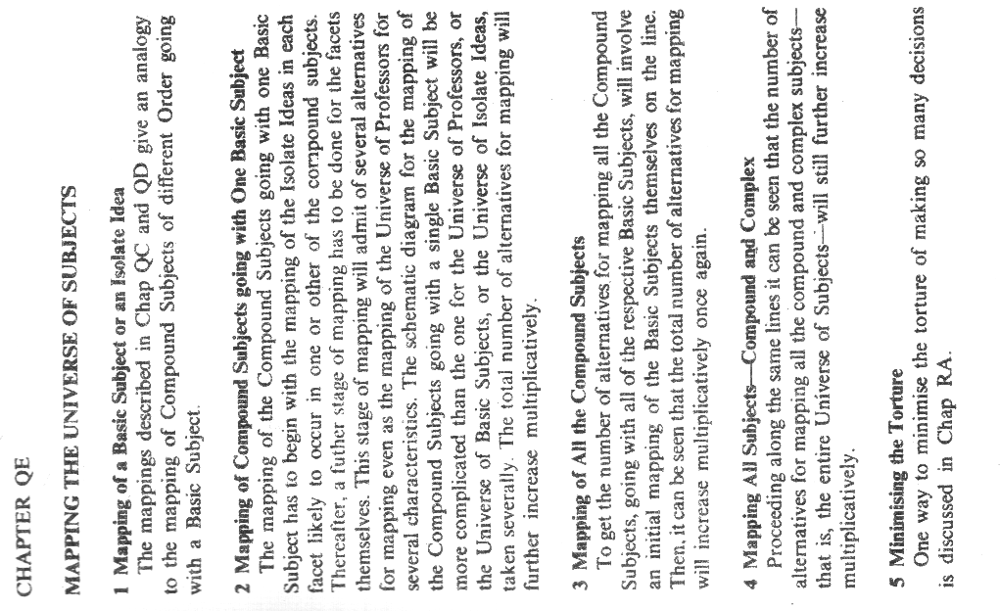 CHAPTER QE
MAPPING THE UNIVERSE OF SUBJECTS
1 Mapping of a Basic Subject or an Isolate Idea
The mappings described in Chap QC and QD give an analogy
to the mapping of Compound Subjects of different Order going
with a Basic Subject.
2 Mapping of Compound Subjects going with One Basic Subject
The mapping of the Compound Subjects going with one Basic
Subject has to begin with the mapping of the Isolate Ideas in each
facet likely to occur in one or other of the compound subjects.
Thereafter, a futher stage of mapping has to be done for the facets
themselves. This stage of mapping will admit of several alternatives
for mapping even as the mapping of the Universe of Professors for
several characteristics. The schematic diagram for the mapping of
the Compound Subjects going with a single Basic Subject will be
more complicated than the one for the Universe of Professors, or
the Universe of Basic Subjects, or the Universe of Isolate Ideas,
taken severally. The total number of alternatives for mapping will
further increase multiplicatively.
3 Mapping of All the Compound Subjects
To get the number of alternatives for mapping all the Compound
Subjects, going with all of the respective Basic Subjects, will involve
an initial mapping of the Basic Subjects themselves on the line.
Then, it can be seen that the total number of alternatives for mapping
will increase multiplicatively once again.
4 Mapping All Subjects—Compound and Complex
Proceeding along the same lines it can be seen that the number of
alternatives for mapping all the compound and complex subjects—
that is, the entire Universe of Subjects—will still further increase
multiplicatively.
5 Minimising the Torture
One way to minimise the torture of making so many decisions
is discussed in Chap RA.